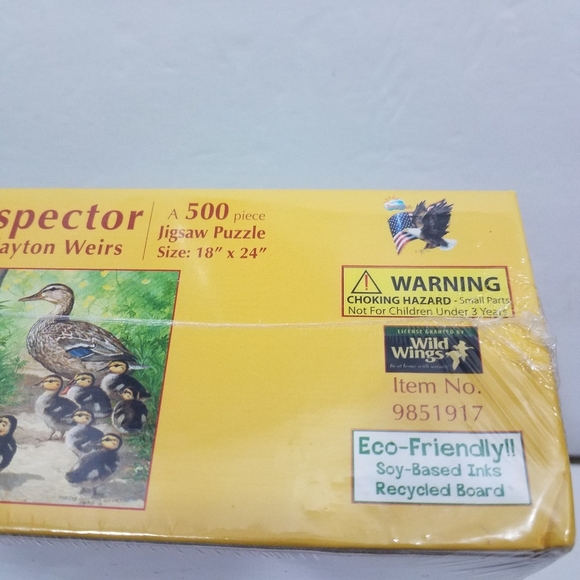 spector
ayton Weirs
A 500 piece
Jigsaw Puzzle
Size: 18" x 24"
WARNING
CHOKING HAZARD - Small Parts
Not For Children Under 3 Years
LICENSE GRANTED BY
Wild
Wings
Item No.
9851917
Eco-Friendly!!
Soy-Based Inks
Recycled Board